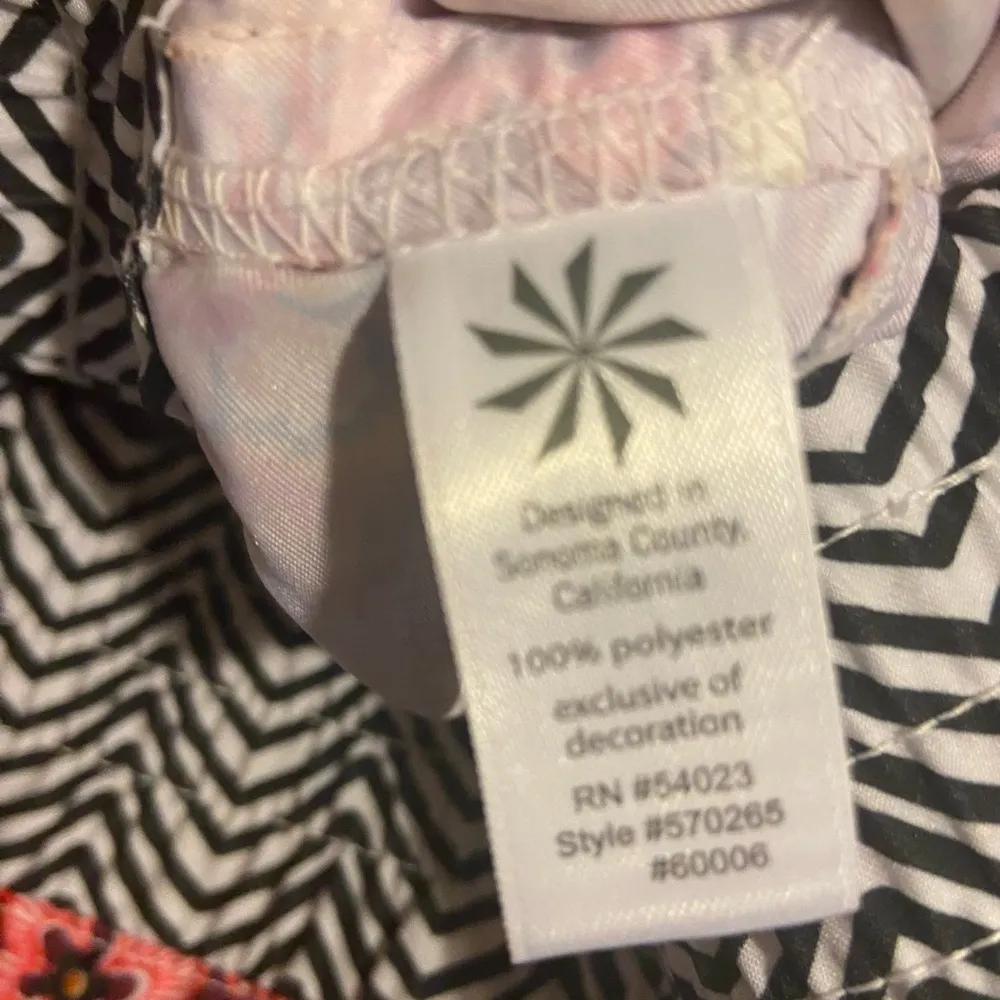 Designed in
Sonoma County,
California
100% polyester
exclusive of
decoration
RN #54023
Style #570265
#60006